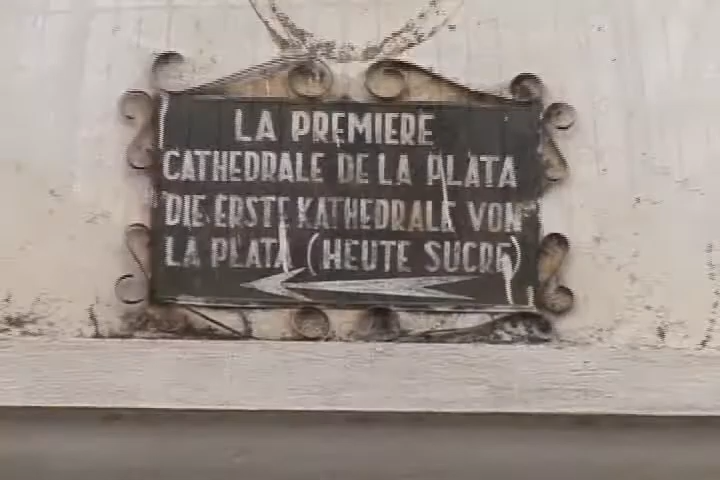 LA PREMIERE
CATHEDRALE DE LA PLATA
DIE ERSTE KATHEDRALE VON
LA PLATA (HEUTE SUCRE)